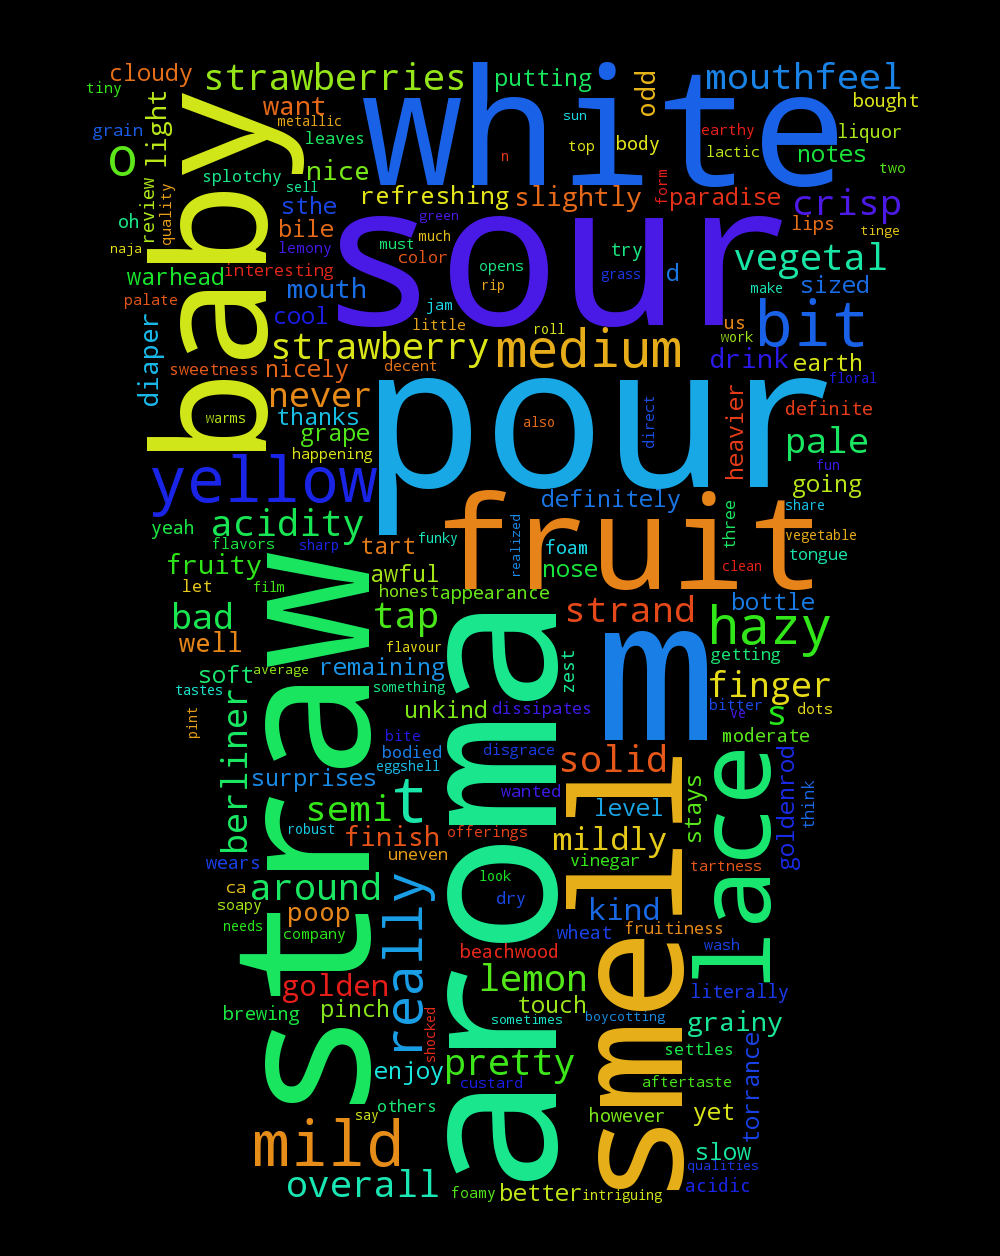 cloudy
strawberries
white
putting
odd
mouthfeel
tiny
want
bought
metallic
sun
grain
light
leaves
top
body
earthy
liquor
o
baby
n
lactic
notes
splotchy
sell
nice
form
two
review
quality
refreshing
slightly
paradise
crisp
oh
sthe
bile
green
sour
lips
tinge
naja
lemony
must
much
try
vegetal
warhead
interesting
color
opens
grass
d
palate
mouth
rip
make
sized
cool
jam
little
roll
us
bit
diaper
strawberry
medium
work
sweetness
nicely
decent
drink
earth
never
pour
floral
warms
thanks
also
direct
heavier
definite
grape
happening
pale
yellow
fun
going
definitely
share
yeah
acidity
fruit
three
flavors
sharp
tart
funky
realized
foam
vegetable
tongue
fruity
straw
awful
nose
clean
let
film
honest
appearance
bad
tap
strand
bottle
well
flavour
m
hazy
soft
average
remaining
zest
getting
tastes
something
finger
pint
berliner
unkind
dissipates
bitter
ve
s
dots
bite
bodied
disgrace
moderate
eggshell
aroma
solid
smell
lace
goldenrod
surprises
t
wanted
level
stays
think
semi
robust
finish
offerings
mildly
wears
uneven
vinegar
tartness
ca
around
look
soapy
poop
really
dry
kind
needs
company
wheat
fruitiness
beachwood
wash
golden
lemon
literally
brewing
pinch
shocked
touch
sometimes
boycotting
grainy
pretty
settles
torrance
enjoy
custard
aftertaste
say
others
however
yet
mild
slow
overall
qualities
foamy
better
intriguing
acidic